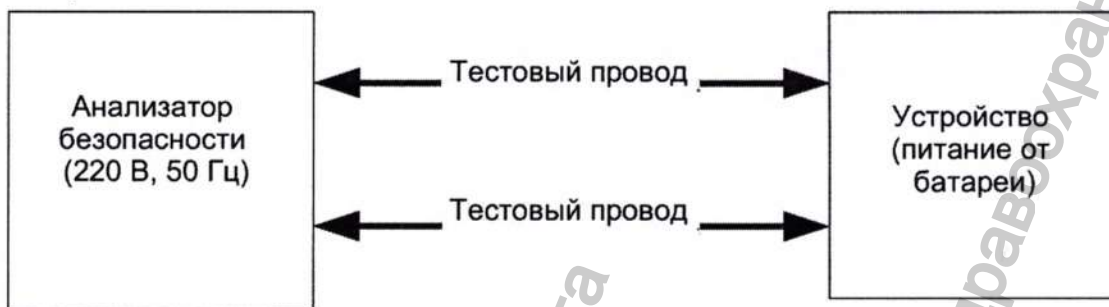 Анализатор
безопасности
(220 В, 50 Гц)
Тестовый провод
Тестовый провод
Устройство
(питание от
батареи)